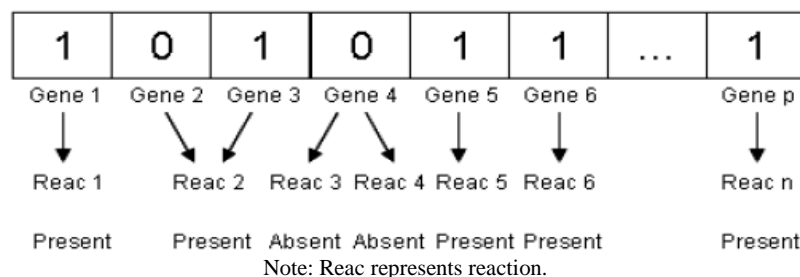 1 0 1 0 1 1 ... 1
Gene 1 Gene 2 Gene 3 Gene 4 Gene 5 Gene 6 Gene p
Reac 1 Reac 2 Reac 3 Reac 4 Reac 5 Reac 6 Reac n
Present Present Absent Absent Present Present Present
Note: Reac represents reaction.